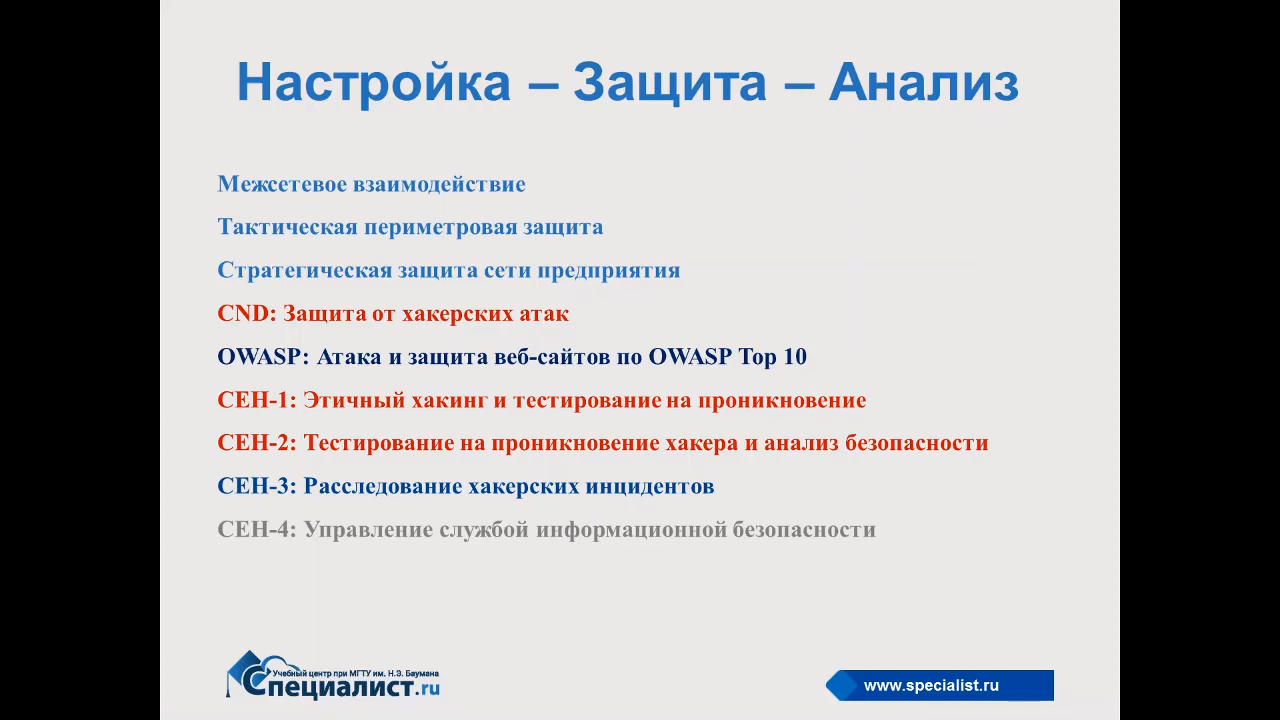 Настройка – Защита – Анализ
Межсетевое взаимодействие
Тактическая периметровая защита
Стратегическая защита сети предприятия
CND: Защита от хакерских атак
OWASP: Атака и защита веб-сайтов по OWASP Top 10
CEH-1: Этичный хакинг и тестирование на проникновение
CEH-2: Тестирование на проникновение хакера и анализ безопасности
CEH-3: Расследование хакерских инцидентов
CEH-4: Управление службой информационной безопасности
Учебный центр при МГТУ им. Н.Э. Баумана
Специалист.ru
www.specialist.ru